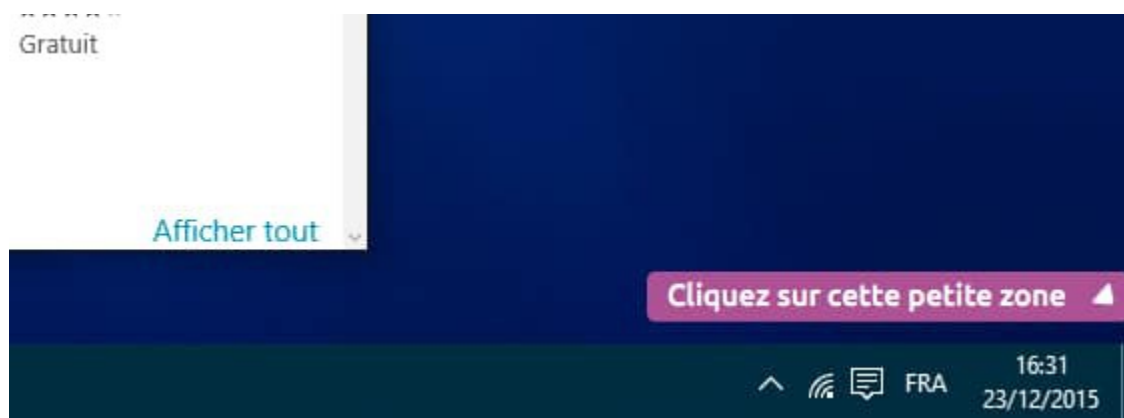 Gratuit
Afficher tout
Cliquez sur cette petite zone
FRA
16:31
23/12/2015